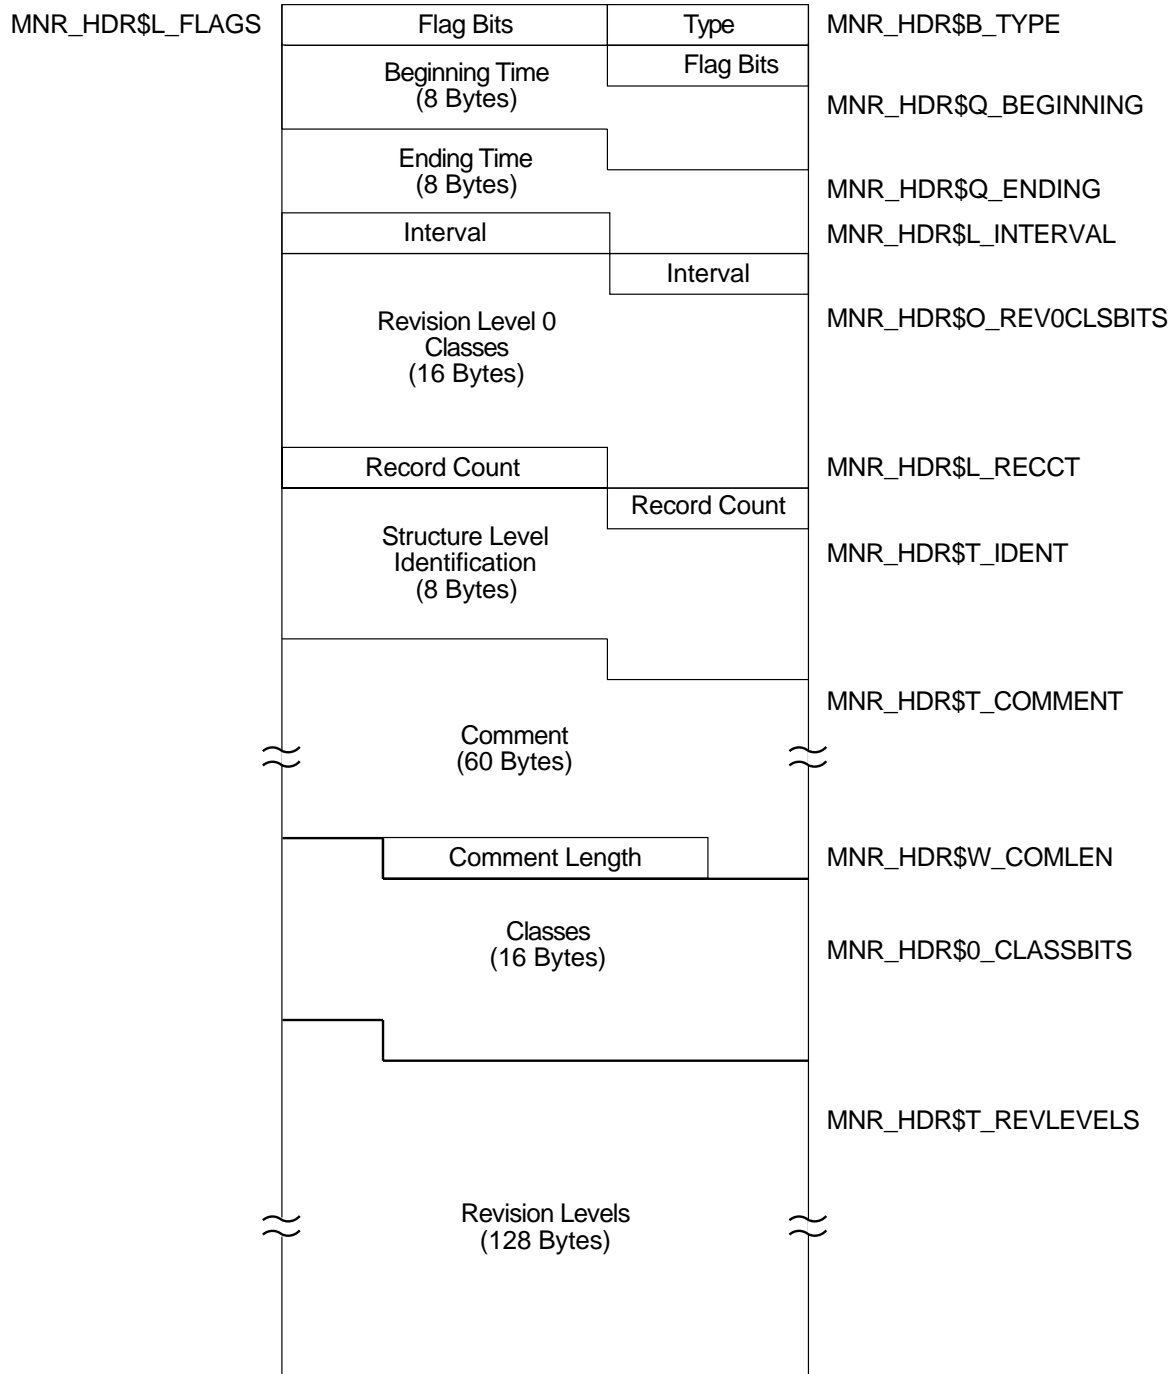 MNR_HDR$L_FLAGS Flag Bits Type MNR_HDR$B_TYPE
Flag Bits
Beginning Time
(8 Bytes)
MNR_HDR$Q_BEGINNING
Ending Time
(8 Bytes)
MNR_HDR$Q_ENDING
Interval MNR_HDR$L_INTERVAL
Interval
Revision Level 0
Classes
(16 Bytes)
MNR_HDR$O_REV0CLSBITS
Record Count MNR_HDR$L_RECCT
Record Count
Structure Level
Identification
(8 Bytes)
MNR_HDR$T_IDENT
MNR_HDR$T_COMMENT
Comment
(60 Bytes)
Comment Length MNR_HDR$W_COMLEN
Classes
(16 Bytes)
MNR_HDR$0_CLASSBITS
MNR_HDR$T_REVLEVELS
Revision Levels
(128 Bytes)